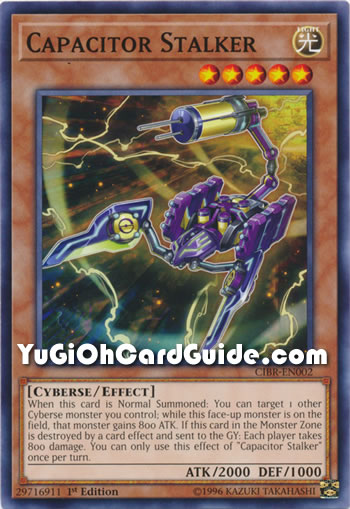 CAPACITOR STALKER
LIGHT
光
YuGiOhCardGuide.com
CIBR-EN002
[CYBERSE/EFFECT]
When this card is Normal Summoned: You can target 1 other
Cyberse monster you control; while this face-up monster is on the
field, that monster gains 800 ATK. If this card in the Monster Zone
is destroyed by a card effect and sent to the GY: Each player takes
800 damage. You can only use this effect of "Capacitor Stalker"
once per turn.
ATK/2000 DEF/1000
29716911 1st Edition ©1996 KAZUKI TAKAHASHI